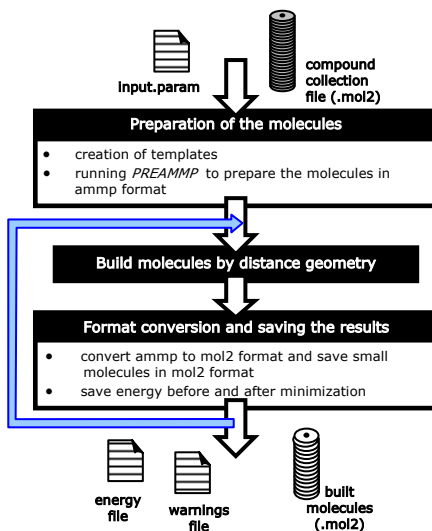 input.param
compound
collection
file (.mol2)
Preparation of the molecules
• creation of templates
• running PREAMMP to prepare the molecules in
ammp format
Build molecules by distance geometry
Format conversion and saving the results
• convert ammp to mol2 format and save small
molecules in mol2 format
• save energy before and after minimization
energy
file
warnings
file
built
molecules
(.mol2)